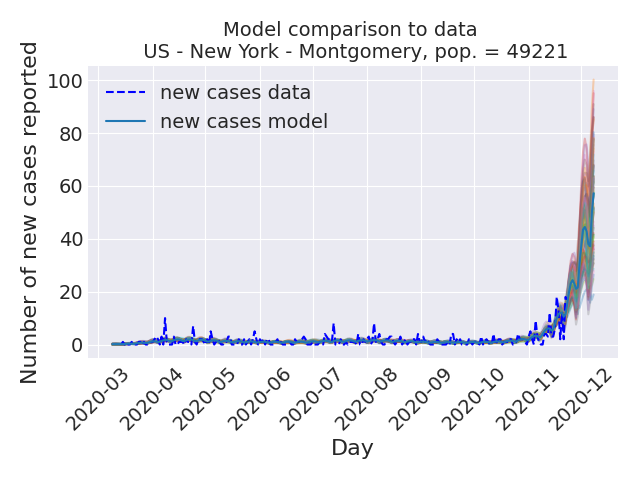 Model comparison to data
US - New York - Montgomery, pop. = 49221
Number of new cases reported
100
80
60
40
20
0
new cases data
new cases model
2020-03
2020-04
2020-05
2020-06
2020-07
2020-08
2020-09
2020-10
2020-11
2020-12
Day